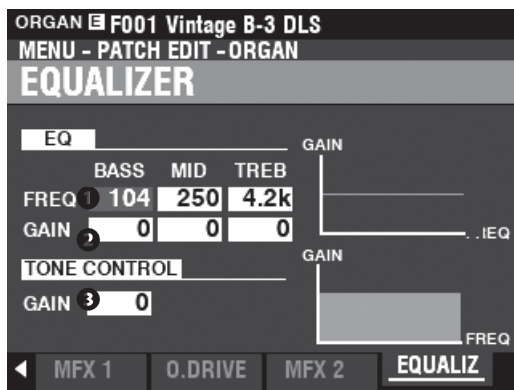 ORGAN E F001 Vintage B-3 DLS
MENU - PATCH EDIT - ORGAN
EQUALIZER
EQ
GAIN
BASS MID TREB
FREQ 1 104 250 4.2k
GAIN 2 0 0 0
TONE CONTROL
GAIN
GAIN 3 0
FREQ
MFX 1 O.DRIVE MFX 2 EQUALIZ